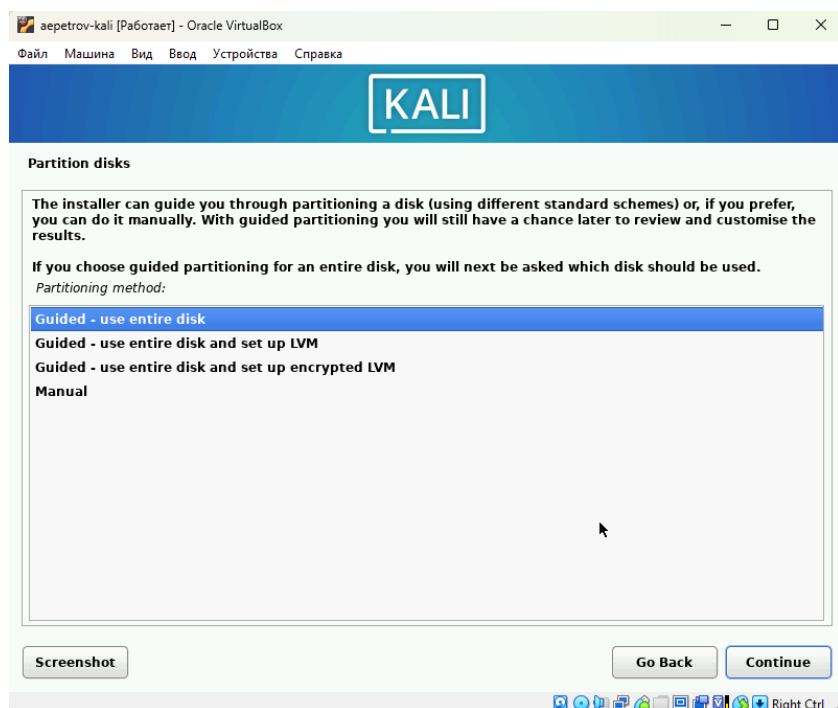 aepetrov-kali [Работает] - Oracle VirtualBox
Файл Машина Вид Ввод Устройства Справка
KALI
Partition disks
The installer can guide you through partitioning a disk (using different standard schemes) or, if you prefer,
you can do it manually. With guided partitioning you will still have a chance later to review and customise the
results.
If you choose guided partitioning for an entire disk, you will next be asked which disk should be used.
Partitioning method:
Guided - use entire disk
Guided - use entire disk and set up LVM
Guided - use entire disk and set up encrypted LVM
Manual
Screenshot Go Back Continue
Right Ctrl